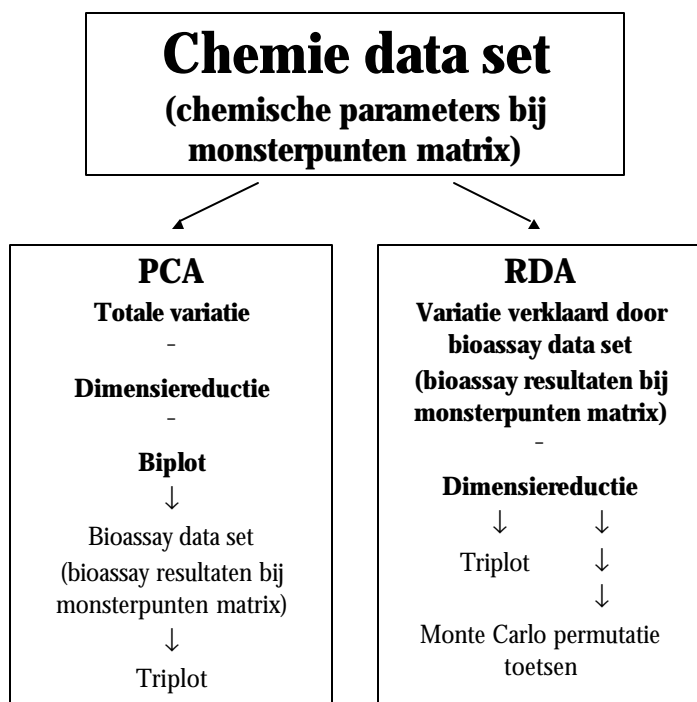 Chemie data set
(chemische parameters bij
monsterpunten matrix)
PCA
Totale variatie
-
Dimensiereductie
-
Biplot
↓
Bioassay data set
(bioassay resultaten bij
monsterpunten matrix)
↓
Triplot
RDA
Variatie verklaard door
bioassay data set
(bioassay resultaten bij
monsterpunten matrix)
-
Dimensiereductie
↓ ↓
Triplot ↓
↓
Monte Carlo permutatie
toetsen